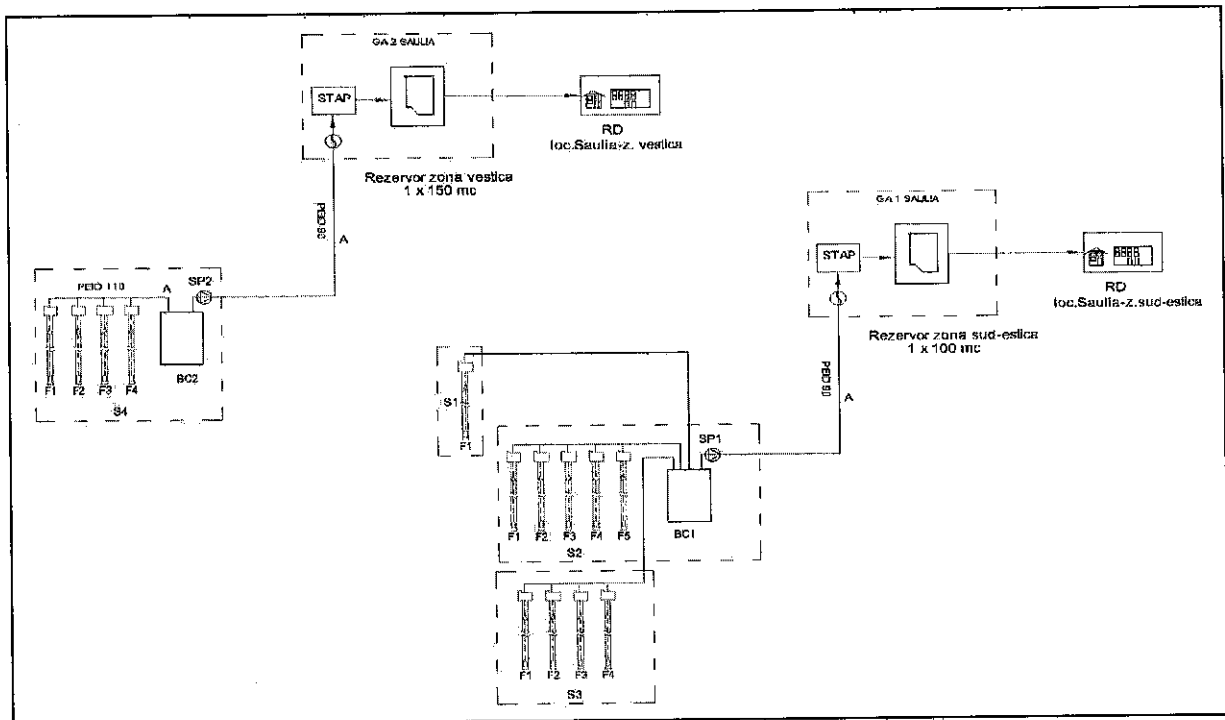 GA 2 SAULIA
STAP
RD
loc.Saulia-z. vestica
Rezervor zona vestica
1 x 150 mc
PEID 90
A
GA 1 SAULIA
STAP
RD
loc.Saulia-z.sud-estica
Rezervor zona sud-estica
1 x 100 mc
PEID 90
A
PEID 110
A
SP2
F1
F2
F3
F4
BC2
S4
S1
F1
SP1
F1
F2
F3
F4
F5
BC1
S2
F1
F2
F3
F4
S3